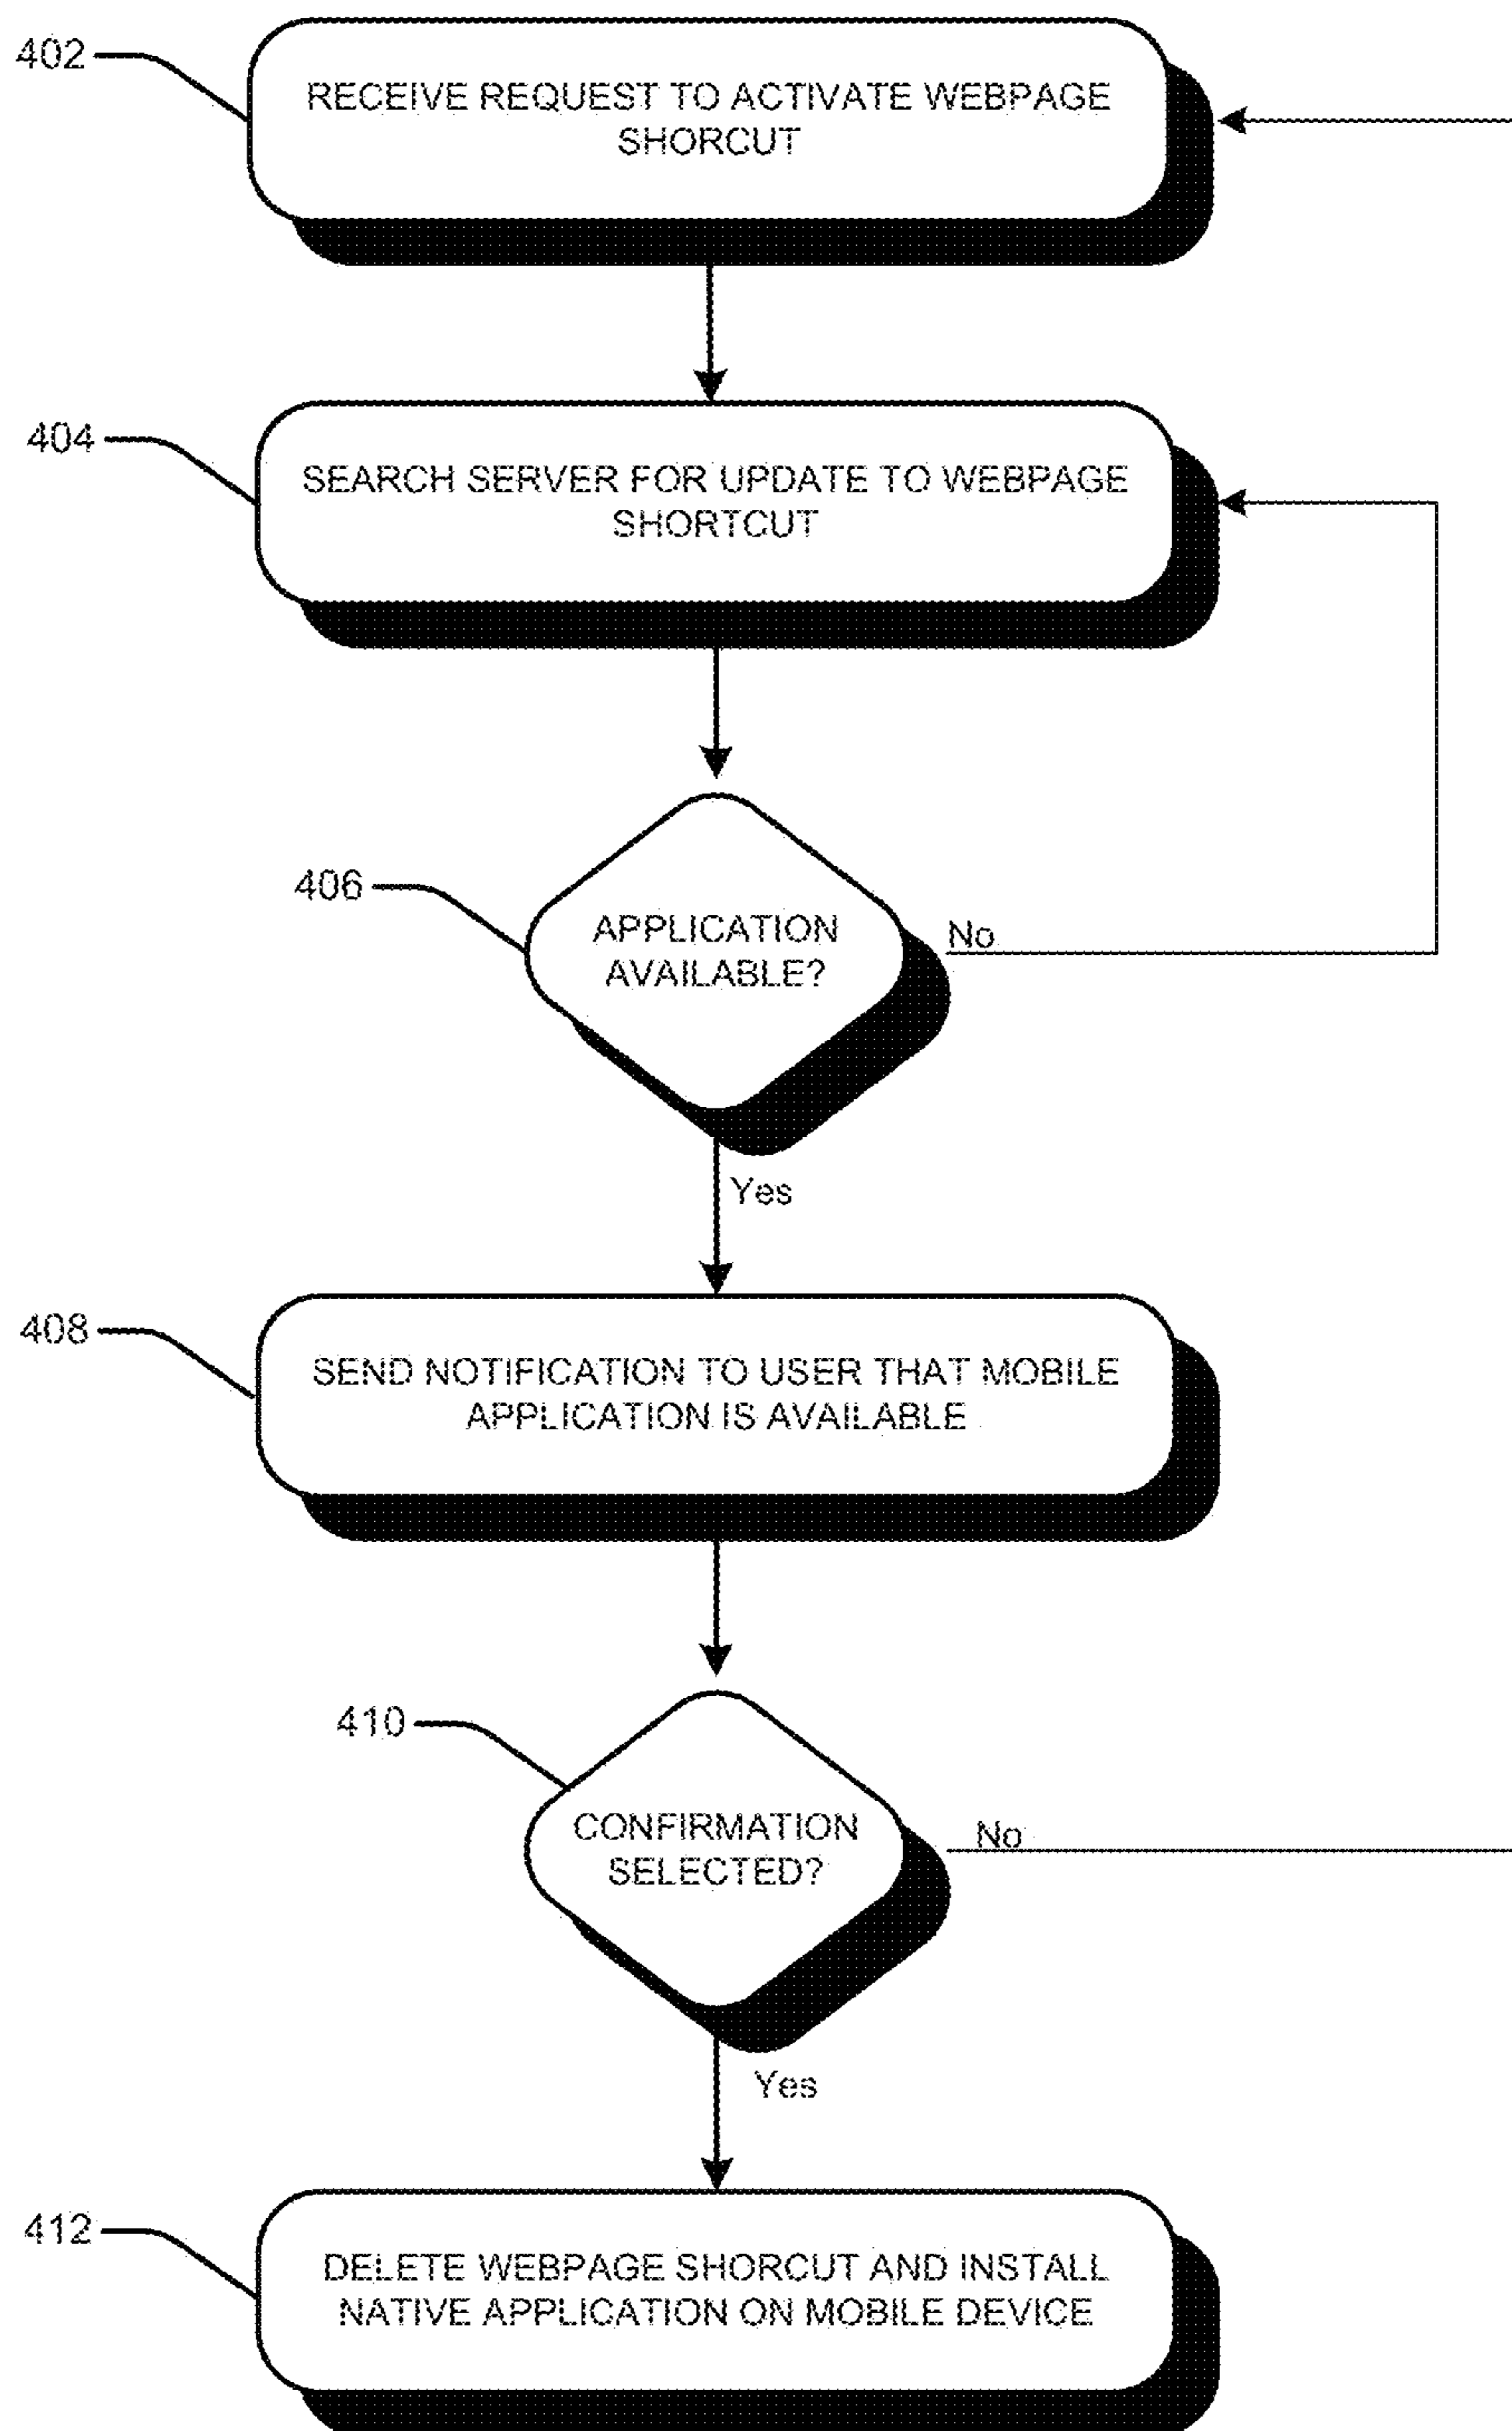 402
RECEIVE REQUEST TO ACTIVATE WEBPAGE
SHORCUT
404
SEARCH SERVER FOR UPDATE TO WEBPAGE
SHORTCUT
406
APPLICATION
AVAILABLE?
No
Yes
408
SEND NOTIFICATION TO USER THAT MOBILE
APPLICATION IS AVAILABLE
410
CONFIRMATION
SELECTED?
No
Yes
412
DELETE WEBPAGE SHORCUT AND INSTALL
NATIVE APPLICATION ON MOBILE DEVICE